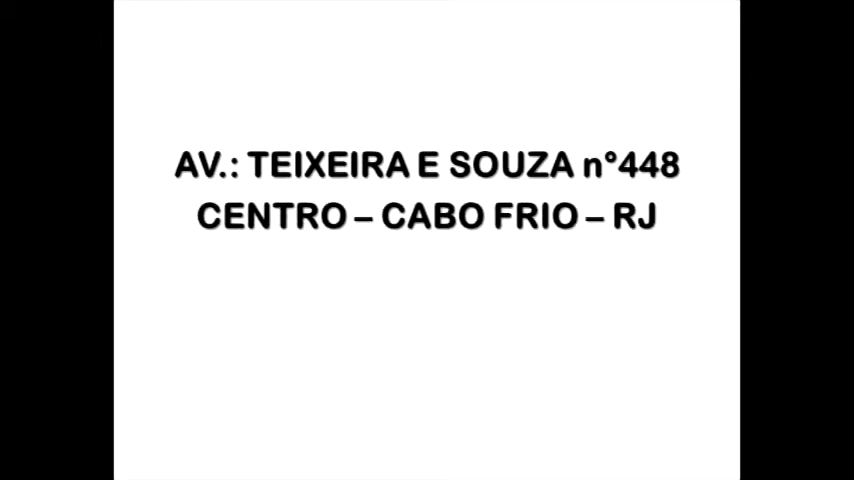 AV.: TEIXEIRA E SOUZA n°448
CENTRO – CABO FRIO – RJ